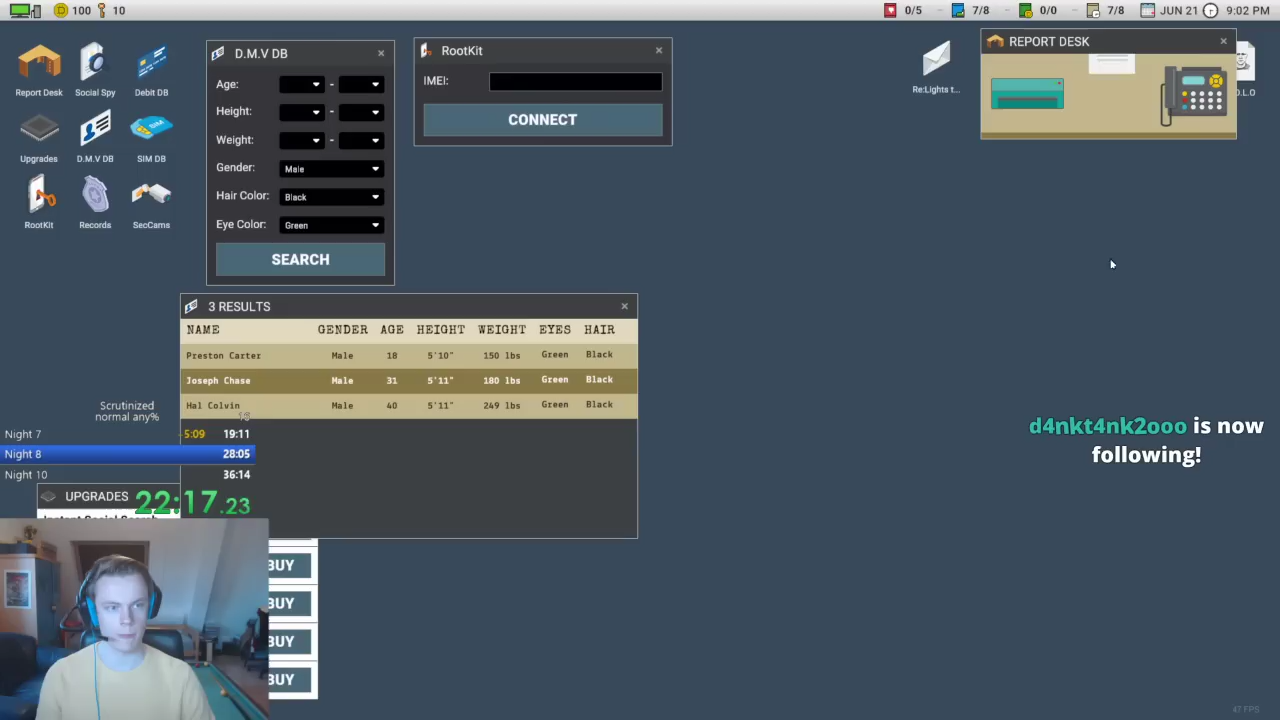 100 10
0/5 - 7/8 - 0/0 - 7/8 JUN 21 9:02 PM
Report Desk Social Spy Debit DB
Upgrades D.M.V DB SIM DB
RootKit Records SecCams
D.M.V DB
Age: -
Height: -
Weight: -
Gender: Male
Hair Color: Black
Eye Color: Green
SEARCH
RootKit
IMEI:
CONNECT
Re:Lights t...
REPORT DESK
3 RESULTS
NAME GENDER AGE HEIGHT WEIGHT EYES HAIR
Preston Carter Male 18 5'10" 150 lbs Green Black
Joseph Chase Male 31 5'11" 180 lbs Green Black
Hal Colvin Male 40 5'11" 249 lbs Green Black
Scrutinized
normal any%
Night 7 -5:09 19:11
Night 8 28:05
Night 10 36:14
22:17.23
UPGRADES
BUY
BUY
BUY
BUY
d4nkt4nk2ooo is now
following!
47 FPS